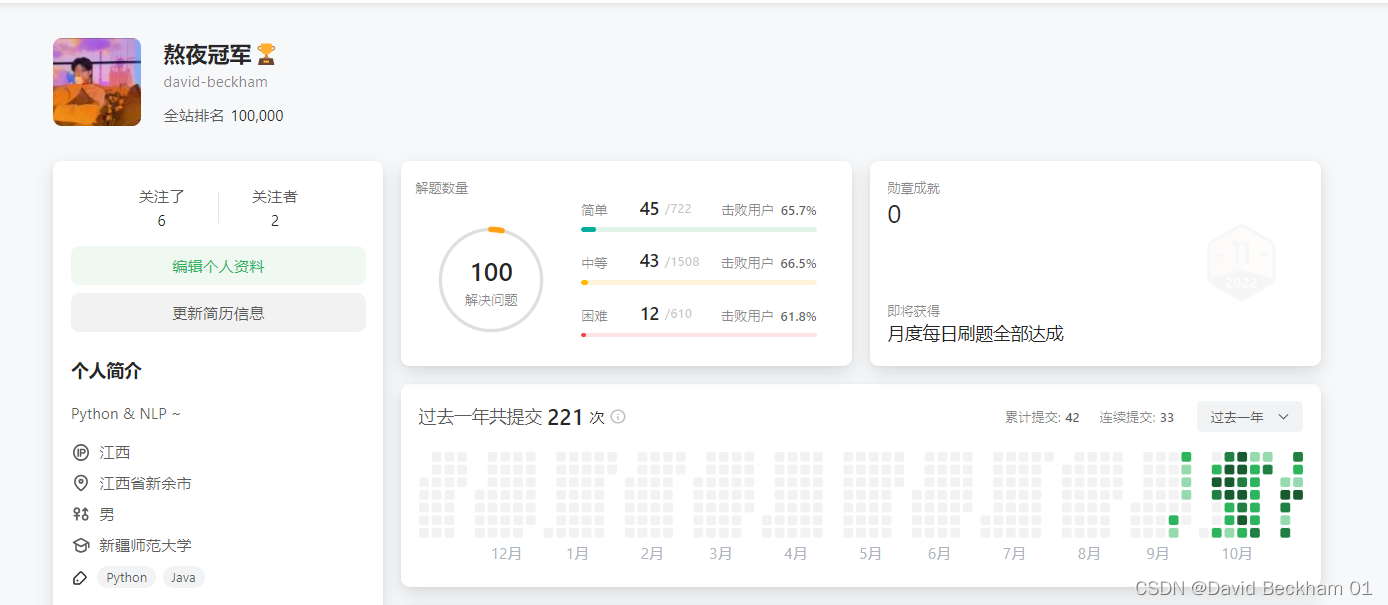 熬夜冠军
david-beckham
全站排名 100,000
关注了
6
关注者
2
编辑个人资料
更新简历信息
个人简介
Python & NLP ~
江西
江西省新余市
男
新疆师范大学
Python Java
解题数量
100
解决问题
简单 45 /722 击败用户 65.7%
中等 43 /1508 击败用户 66.5%
困难 12 /610 击败用户 61.8%
勋章成就
0
11
2022
即将获得
月度每日刷题全部达成
过去一年共提交 221 次
累计提交: 42 连续提交: 33 过去一年
12月 1月 2月 3月 4月 5月 6月 7月 8月 9月 10月
CSDN @David Beckham 01